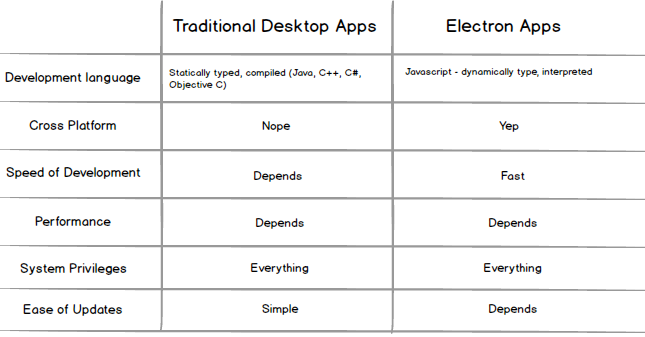 Traditional Desktop Apps Electron Apps
Development language Statically typed, compiled (Java, C++, C#, Javascript - dynamically type, interpreted
Objective C)
Cross Platform Nope Yep
Speed of Development Depends Fast
Performance Depends Depends
System Privileges Everything Everything
Ease of Updates Simple Depends